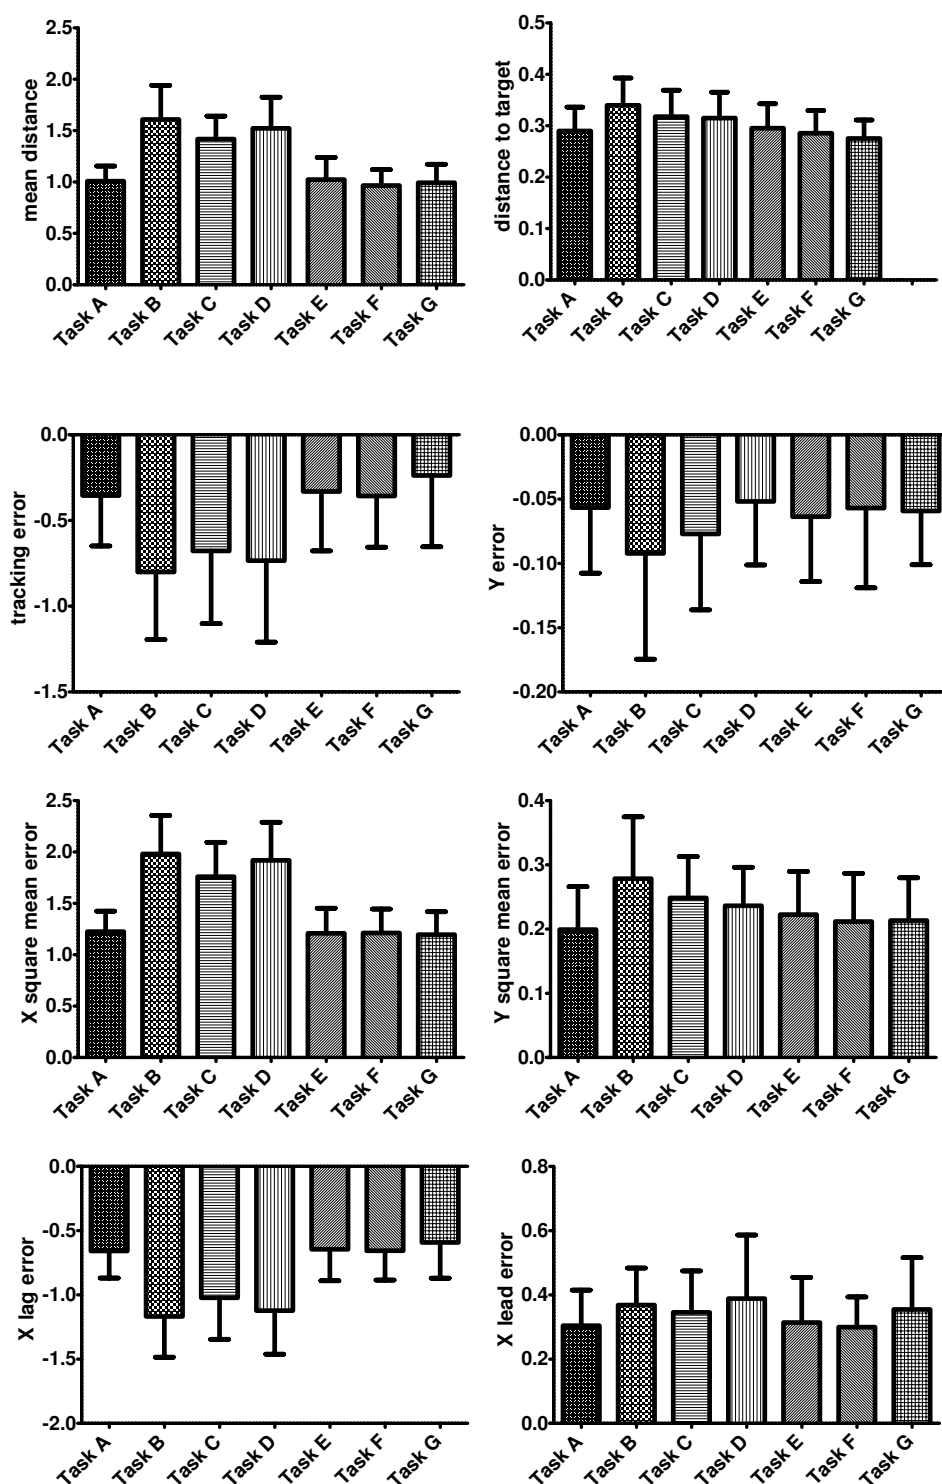 mean distance
2.5
2.0
1.5
1.0
0.5
0.0
Task A Task B Task C Task D Task E Task F Task G
distance to target
0.5
0.4
0.3
0.2
0.1
0.0
Task A Task B Task C Task D Task E Task F Task G
tracking error
0.0
-0.5
-1.0
-1.5
Task A Task B Task C Task D Task E Task F Task G
Y error
0.00
-0.05
-0.10
-0.15
-0.20
Task A Task B Task C Task D Task E Task F Task G
X square mean error
2.5
2.0
1.5
1.0
0.5
0.0
Task A Task B Task C Task D Task E Task F Task G
Y square mean error
0.4
0.3
0.2
0.1
0.0
Task A Task B Task C Task D Task E Task F Task G
X lag error
0.0
-0.5
-1.0
-1.5
-2.0
Task A Task B Task C Task D Task E Task F Task G
X lead error
0.8
0.6
0.4
0.2
0.0
Task A Task B Task C Task D Task E Task F Task G